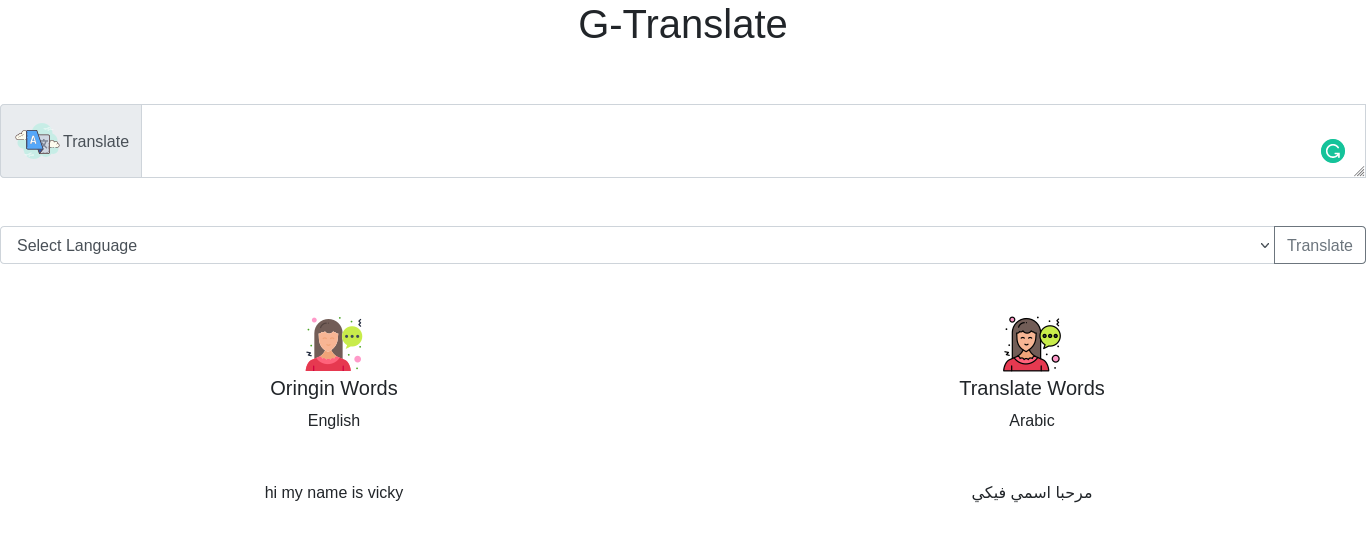 G-Translate
A Translate
Select Language Translate
Oringin Words
English
hi my name is vicky
Translate Words
Arabic
مرحبا اسمي فيكي